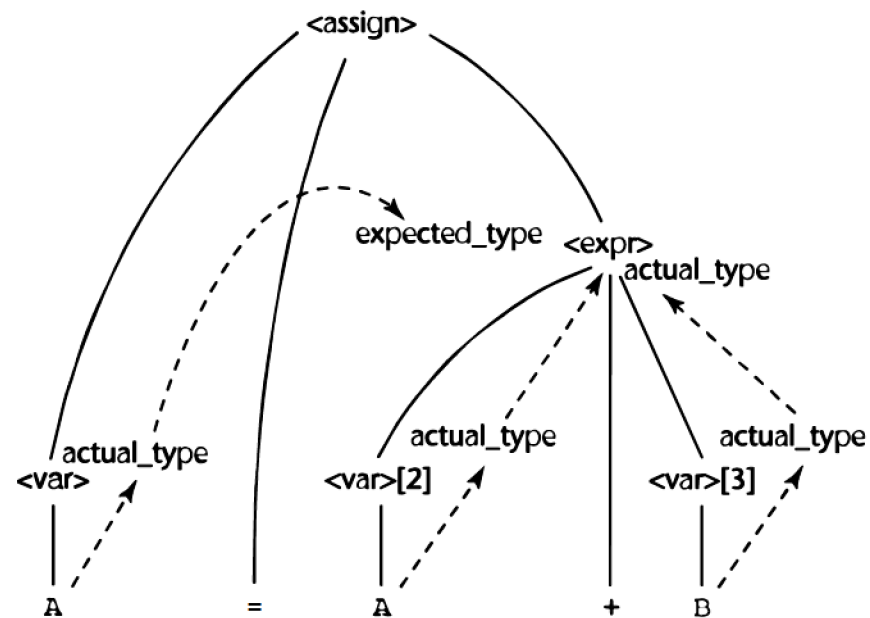 <assign>
expected_type <expr>
actual_type
actual_type actual_type actual_type
<var> <var>[2] <var>[3]
A = A + B